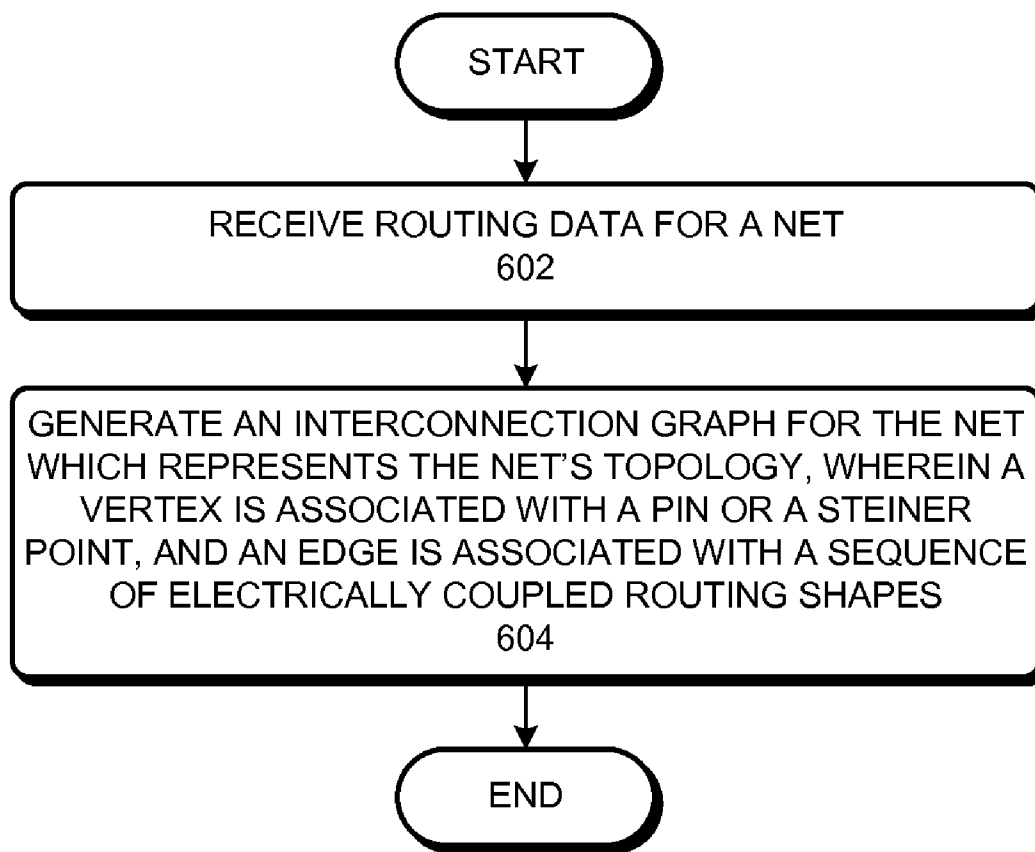 START
RECEIVE ROUTING DATA FOR A NET
602
GENERATE AN INTERCONNECTION GRAPH FOR THE NET
WHICH REPRESENTS THE NET'S TOPOLOGY, WHEREIN A
VERTEX IS ASSOCIATED WITH A PIN OR A STEINER
POINT, AND AN EDGE IS ASSOCIATED WITH A SEQUENCE
OF ELECTRICALLY COUPLED ROUTING SHAPES
604
END